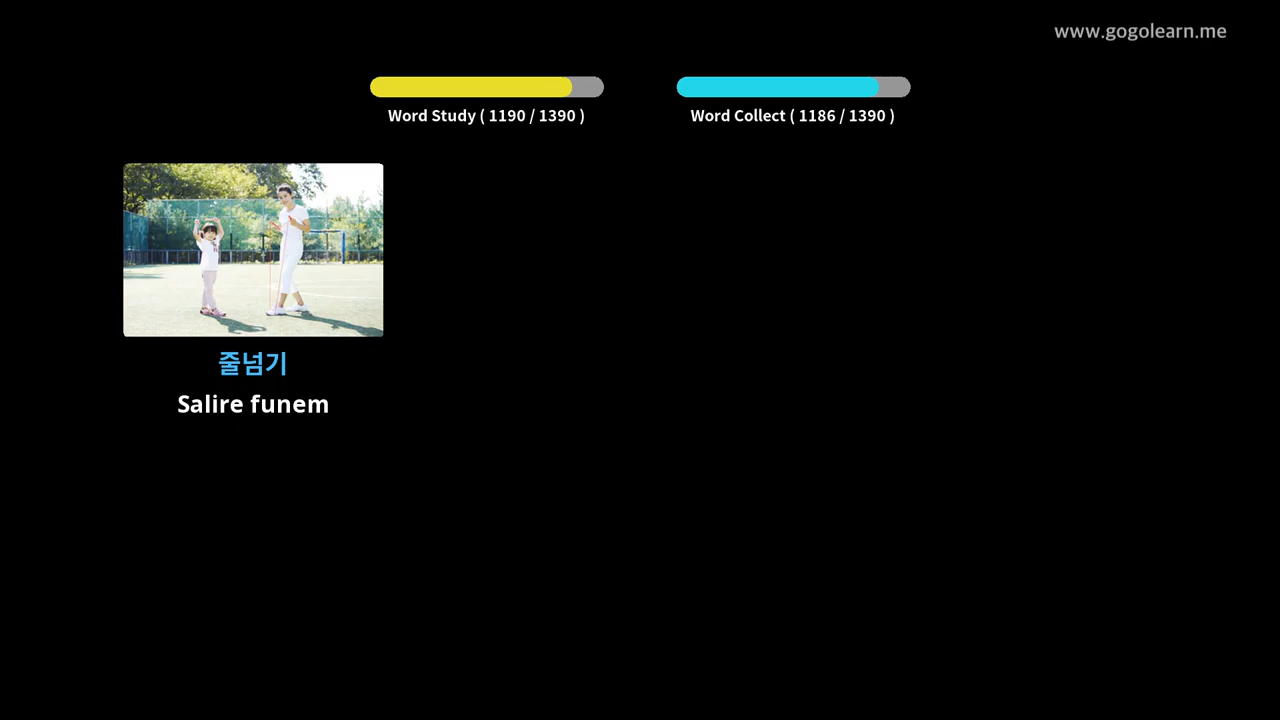 www.gogolearn.me
Word Study ( 1190 / 1390 )
Word Collect ( 1186 / 1390 )
줄넘기
Salire funem